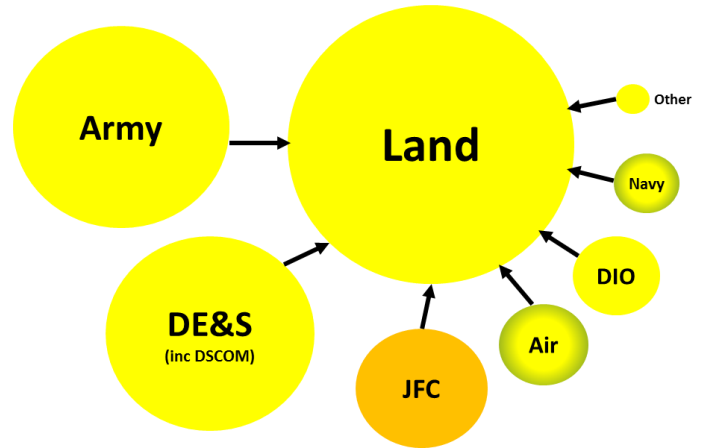 Army
Land
Other
Navy
DIO
DE&S
(inc DSCOM)
Air
JFC